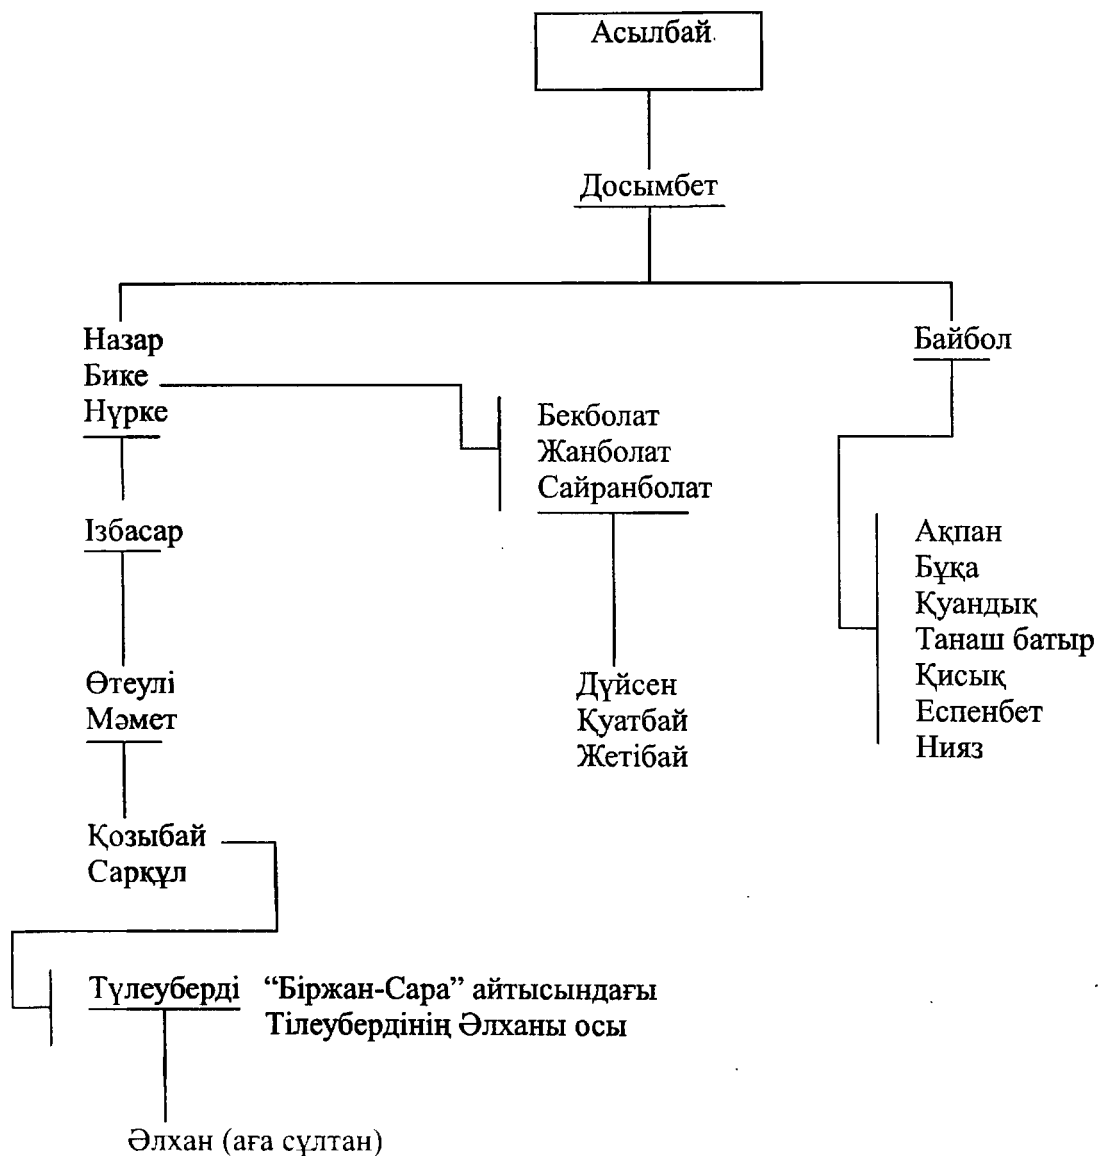 Асылбай
Досымбет
Назар
Бике
Нүрке
Байбол
Бекболат
Жанболат
Сайранболат
Ізбасар
Ақпан
Бұқа
Қуандық
Танаш батыр
Қисық
Еспенбет
Нияз
Өтеулі
Мәмет
Дүйсен
Қуатбай
Жетібай
Қозыбай
Сарқұл
Түлеуберді “Біржан-Сара” айтысындағы
Тілеубердінің Әлханы осы
Әлхан (аға сұлтан)